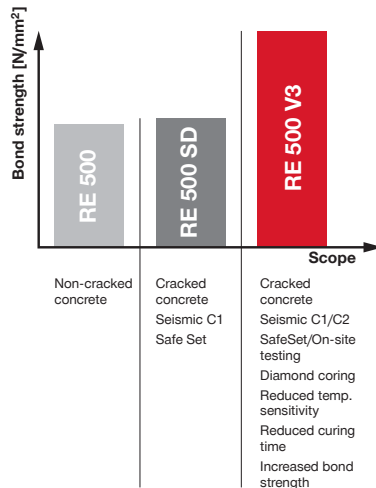 Bond strength [N/mm²]
RE 500
RE 500 SD
RE 500 V3
Scope
Non-cracked
concrete
Cracked
concrete
Seismic C1
Safe Set
Cracked
concrete
Seismic C1/C2
SafeSet/On-site
testing
Diamond coring
Reduced temp.
sensitivity
Reduced curing
time
Increased bond
strength